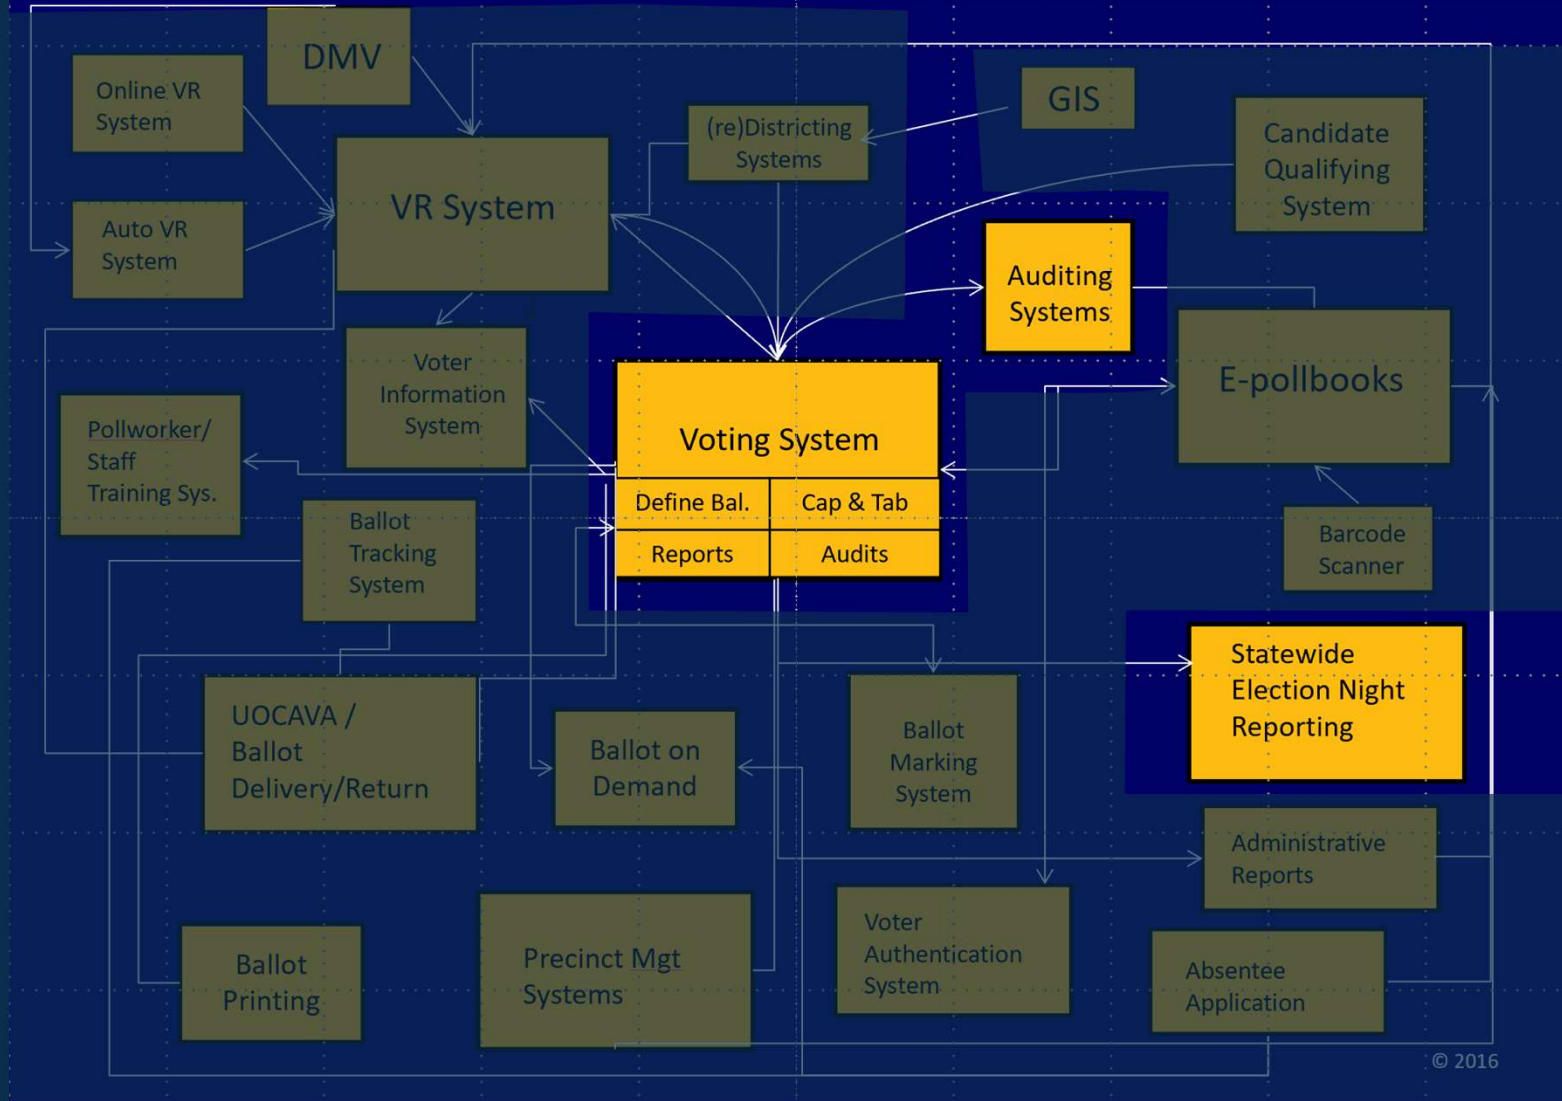 DMV
Online VR
System
(re)Districting
Systems
GIS
Candidate
Qualifying
System
VR System
Auto VR
System
Auditing
Systems
Voter
Information
System
E-pollbooks
Pollworker/
Staff
Training Sys.
Voting System
Define Bal.
Cap & Tab
Reports
Audits
Ballot
Tracking
System
Barcode
Scanner
Statewide
Election Night
Reporting
UOCAVA /
Ballot
Delivery/Return
Ballot on
Demand
Ballot
Marking
System
Administrative
Reports
Ballot
Printing
Precinct Mgt
Systems
Voter
Authentication
System
Absentee
Application
© 2016